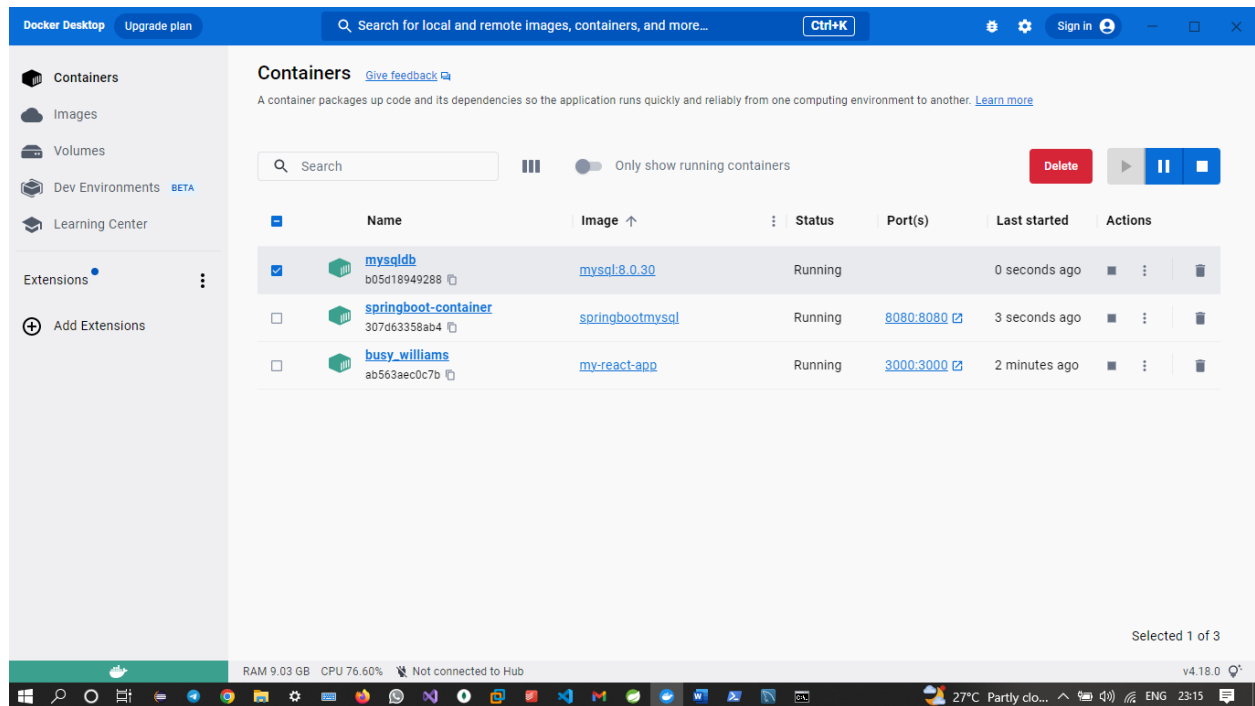 Docker Desktop Upgrade plan Search for local and remote images, containers, and more... Ctrl+K Sign in
Containers
Images
Volumes
Dev Environments BETA
Learning Center
Extensions
Add Extensions
Containers Give feedback
A container packages up code and its dependencies so the application runs quickly and reliably from one computing environment to another. Learn more
Search Only show running containers Delete
Name Image Status Port(s) Last started Actions
mysqldb mysql:8.0.30 Running 0 seconds ago
b05d18949288
springboot-container springbootmysql Running 8080:8080 3 seconds ago
307d63358ab4
busy_williams my-react-app Running 3000:3000 2 minutes ago
ab563aec0c7b
Selected 1 of 3
RAM 9.03 GB CPU 76.60% Not connected to Hub v4.18.0
27°C Partly clo... ENG 23:15